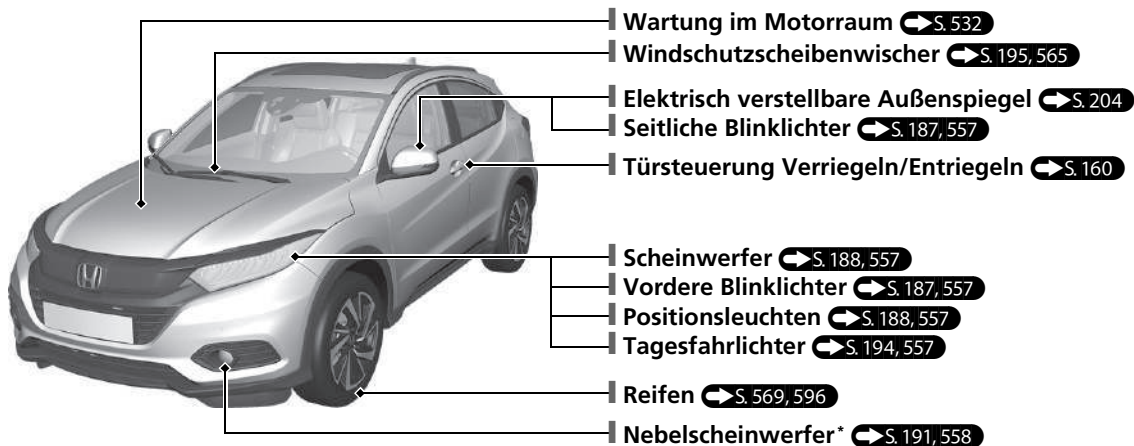 Wartung im Motorraum S. 532
Windschutzscheibenwischer S. 195, 565
Elektrisch verstellbare Außenspiegel S. 204
Seitliche Blinklichter S. 187, 557
Türsteuerung Verriegeln/Entriegeln S. 160
Scheinwerfer S. 188, 557
Vordere Blinklichter S. 187, 557
Positionsleuchten S. 188, 557
Tagesfahrlichter S. 194, 557
Reifen S. 569, 596
Nebelscheinwerfer* S. 191, 558